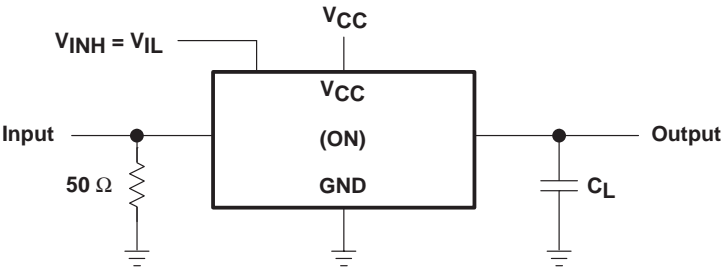 VCC
VINH = VIL
VCC
Input
(ON)
Output
50 Ω
GND
CL